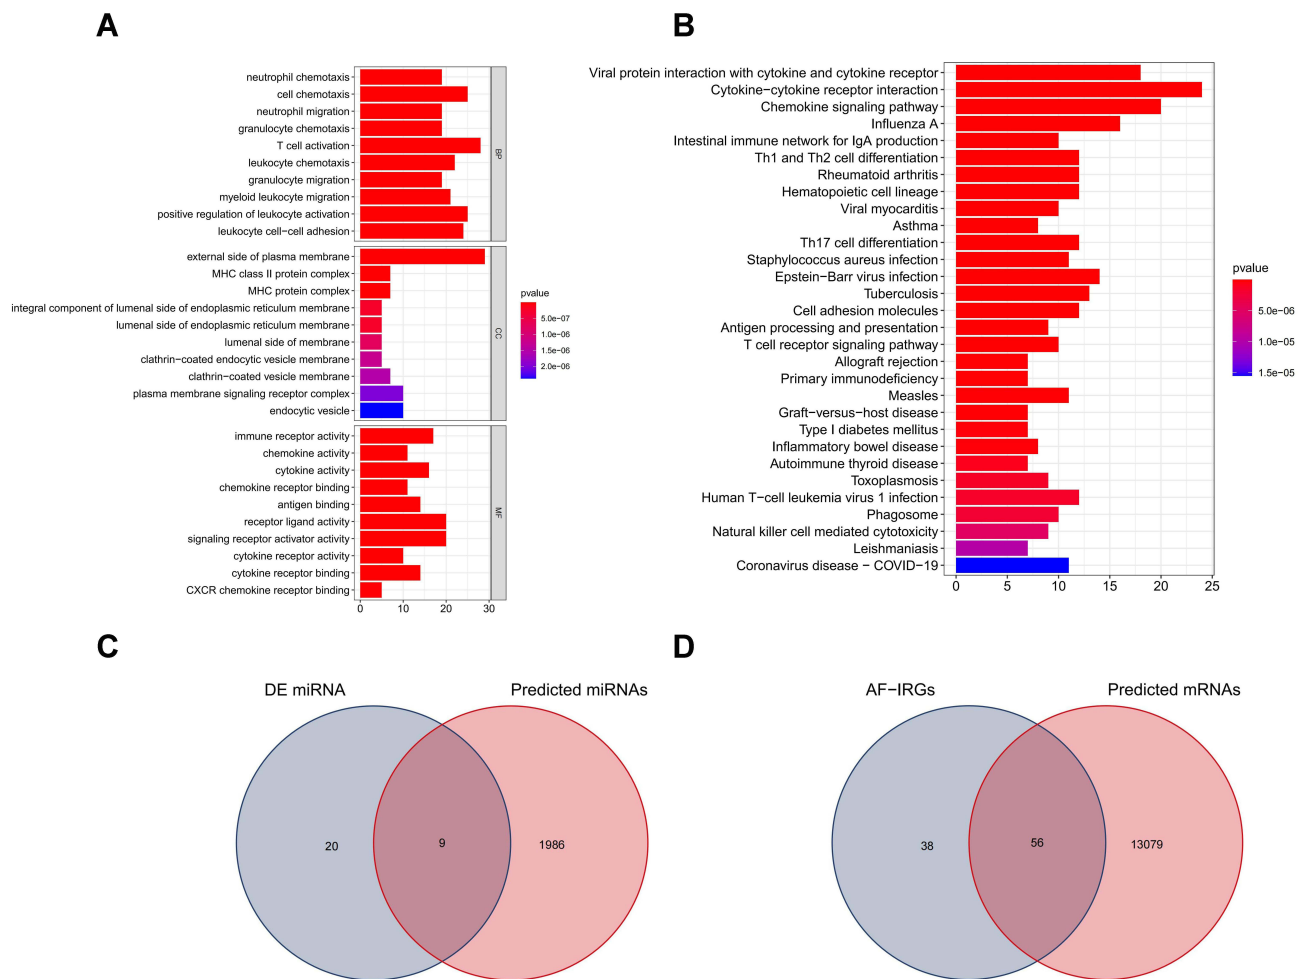 A
neutrophil chemotaxis
cell chemotaxis
neutrophil migration
granulocyte chemotaxis
T cell activation
leukocyte chemotaxis
granulocyte migration
myeloid leukocyte migration
positive regulation of leukocyte activation
leukocyte cell−cell adhesion
BP
external side of plasma membrane
MHC class II protein complex
MHC protein complex
integral component of lumenal side of endoplasmic reticulum membrane
lumenal side of endoplasmic reticulum membrane
lumenal side of membrane
clathrin−coated endocytic vesicle membrane
clathrin−coated vesicle membrane
plasma membrane signaling receptor complex
endocytic vesicle
CC
immune receptor activity
chemokine activity
cytokine activity
chemokine receptor binding
antigen binding
receptor ligand activity
signaling receptor activator activity
cytokine receptor activity
cytokine receptor binding
CXCR chemokine receptor binding
MF
0 10 20 30
pvalue
5.0e−07
1.0e−06
1.5e−06
2.0e−06
B
Viral protein interaction with cytokine and cytokine receptor
Cytokine−cytokine receptor interaction
Chemokine signaling pathway
Influenza A
Intestinal immune network for IgA production
Th1 and Th2 cell differentiation
Rheumatoid arthritis
Hematopoietic cell lineage
Viral myocarditis
Asthma
Th17 cell differentiation
Staphylococcus aureus infection
Epstein−Barr virus infection
Tuberculosis
Cell adhesion molecules
Antigen processing and presentation
T cell receptor signaling pathway
Allograft rejection
Primary immunodeficiency
Measles
Graft−versus−host disease
Type I diabetes mellitus
Inflammatory bowel disease
Autoimmune thyroid disease
Toxoplasmosis
Human T−cell leukemia virus 1 infection
Phagosome
Natural killer cell mediated cytotoxicity
Leishmaniasis
Coronavirus disease − COVID−19
0 5 10 15 20 25
pvalue
5.0e−06
1.0e−05
1.5e−05
C
DE miRNA Predicted miRNAs
20 9 1986
D
AF−IRGs Predicted mRNAs
38 56 13079